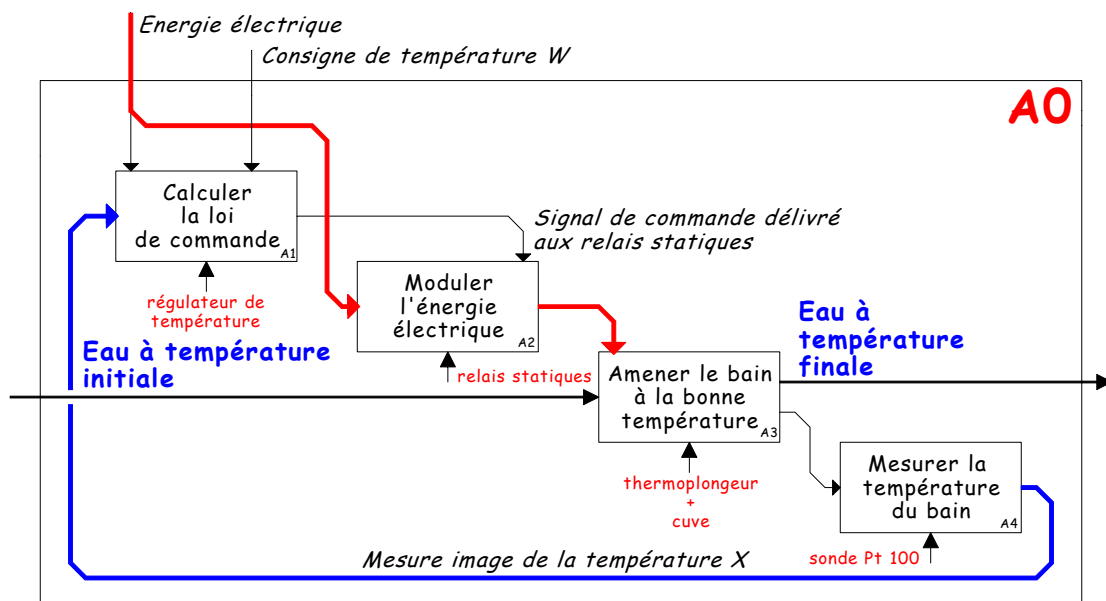 Energie électrique
Consigne de température W
A0
Calculer
la loi
de commande
A1
Signal de commande délivré
aux relais statiques
régulateur de
température
Moduler
l'énergie
électrique
A2
Eau à température
initiale
relais statiques
Eau à
température
finale
Amener le bain
à la bonne
température
A3
thermoplongeur
+
cuve
Mesurer la
température
du bain
A4
Mesure image de la température X
sonde Pt 100